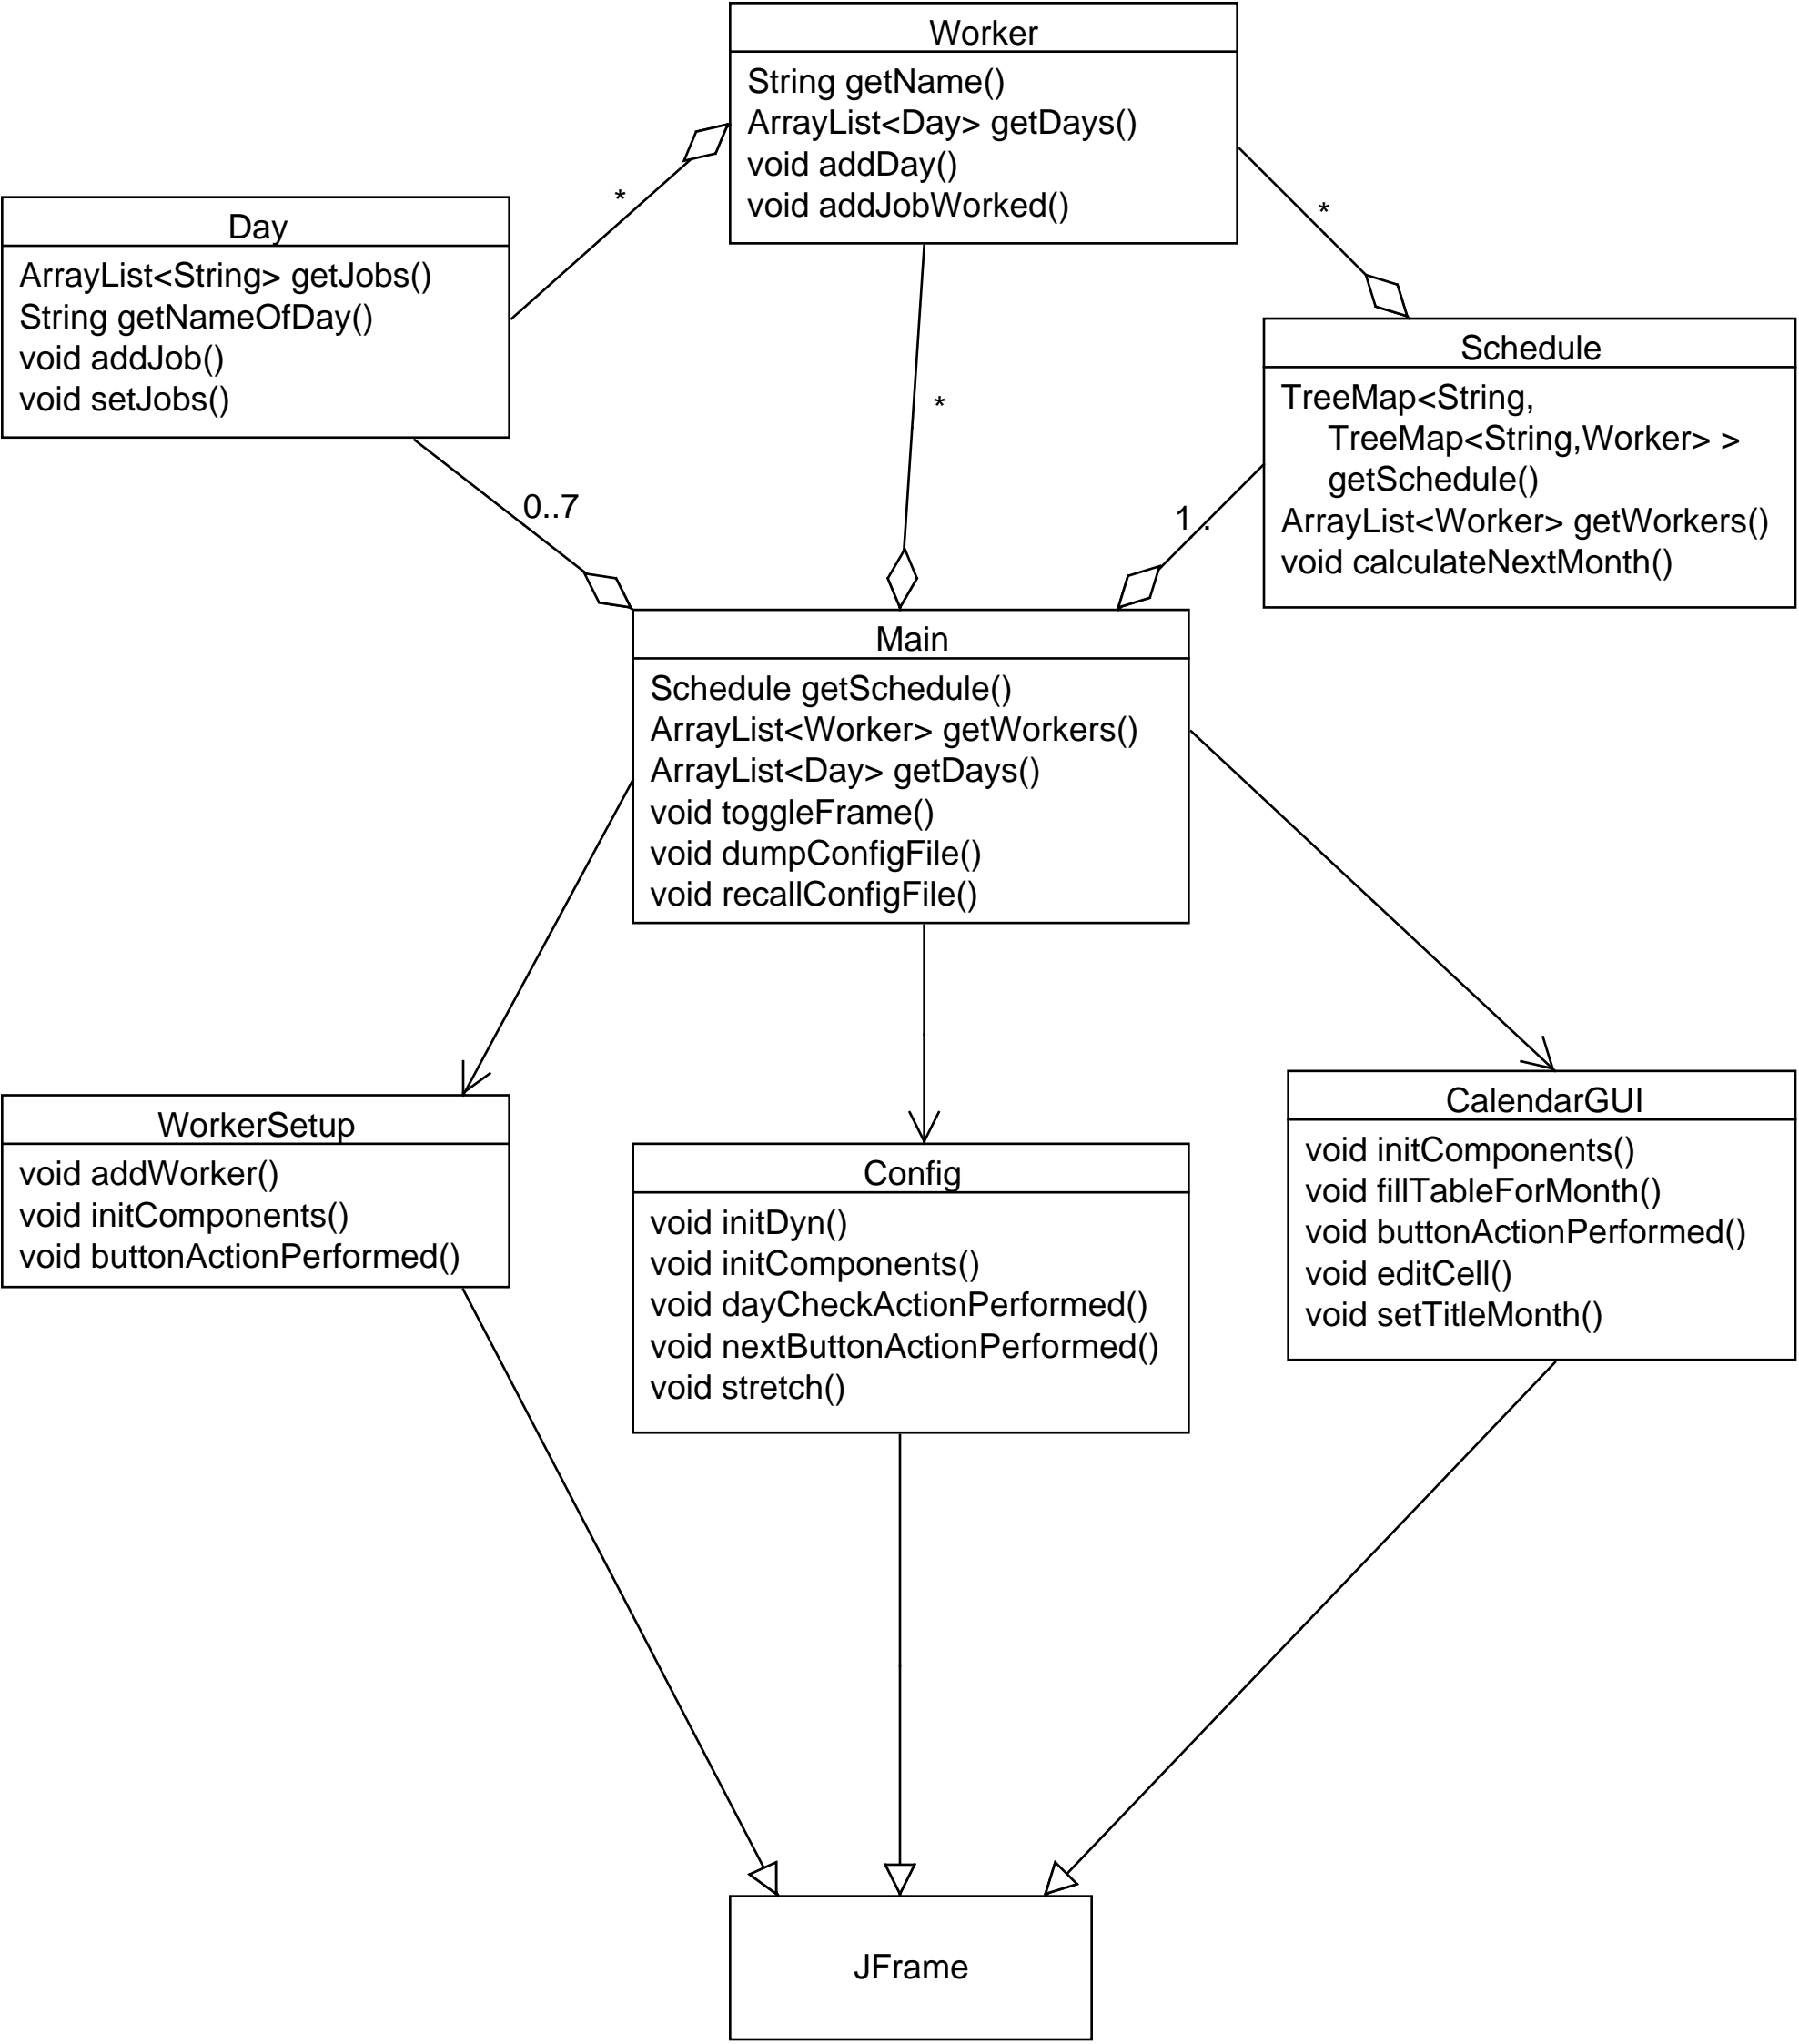 Worker
String getName()
ArrayList<Day> getDays()
void addDay()
void addJobWorked()
*
*
Day
ArrayList<String> getJobs()
String getNameOfDay()
void addJob()
void setJobs()
Schedule
TreeMap<String,
TreeMap<String,Worker> >
getSchedule()
ArrayList<Worker> getWorkers()
void calculateNextMonth()
*
0..7
1 .
Main
Schedule getSchedule()
ArrayList<Worker> getWorkers()
ArrayList<Day> getDays()
void toggleFrame()
void dumpConfigFile()
void recallConfigFile()
WorkerSetup
void addWorker()
void initComponents()
void buttonActionPerformed()
Config
void initDyn()
void initComponents()
void dayCheckActionPerformed()
void nextButtonActionPerformed()
void stretch()
CalendarGUI
void initComponents()
void fillTableForMonth()
void buttonActionPerformed()
void editCell()
void setTitleMonth()
JFrame